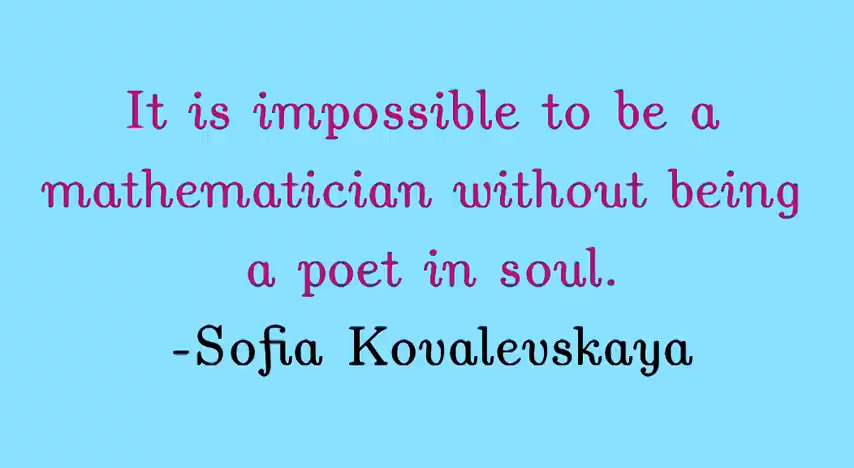 It is impossible to be a
mathematician without being
a poet in soul.
-Sofia Kovalevskaya